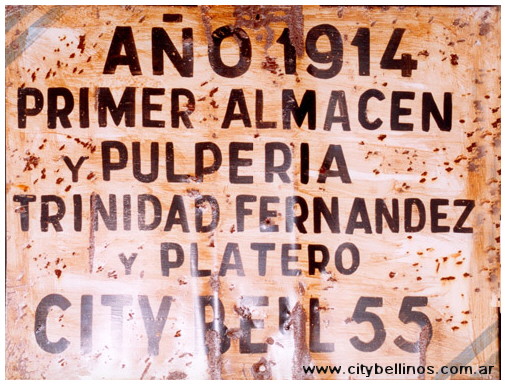 AÑO 1914
PRIMER ALMACEN
Y PULPERIA
TRINIDAD FERNANDEZ
Y PLATERO
CITY BELL 55
www.citybellinos.com.ar